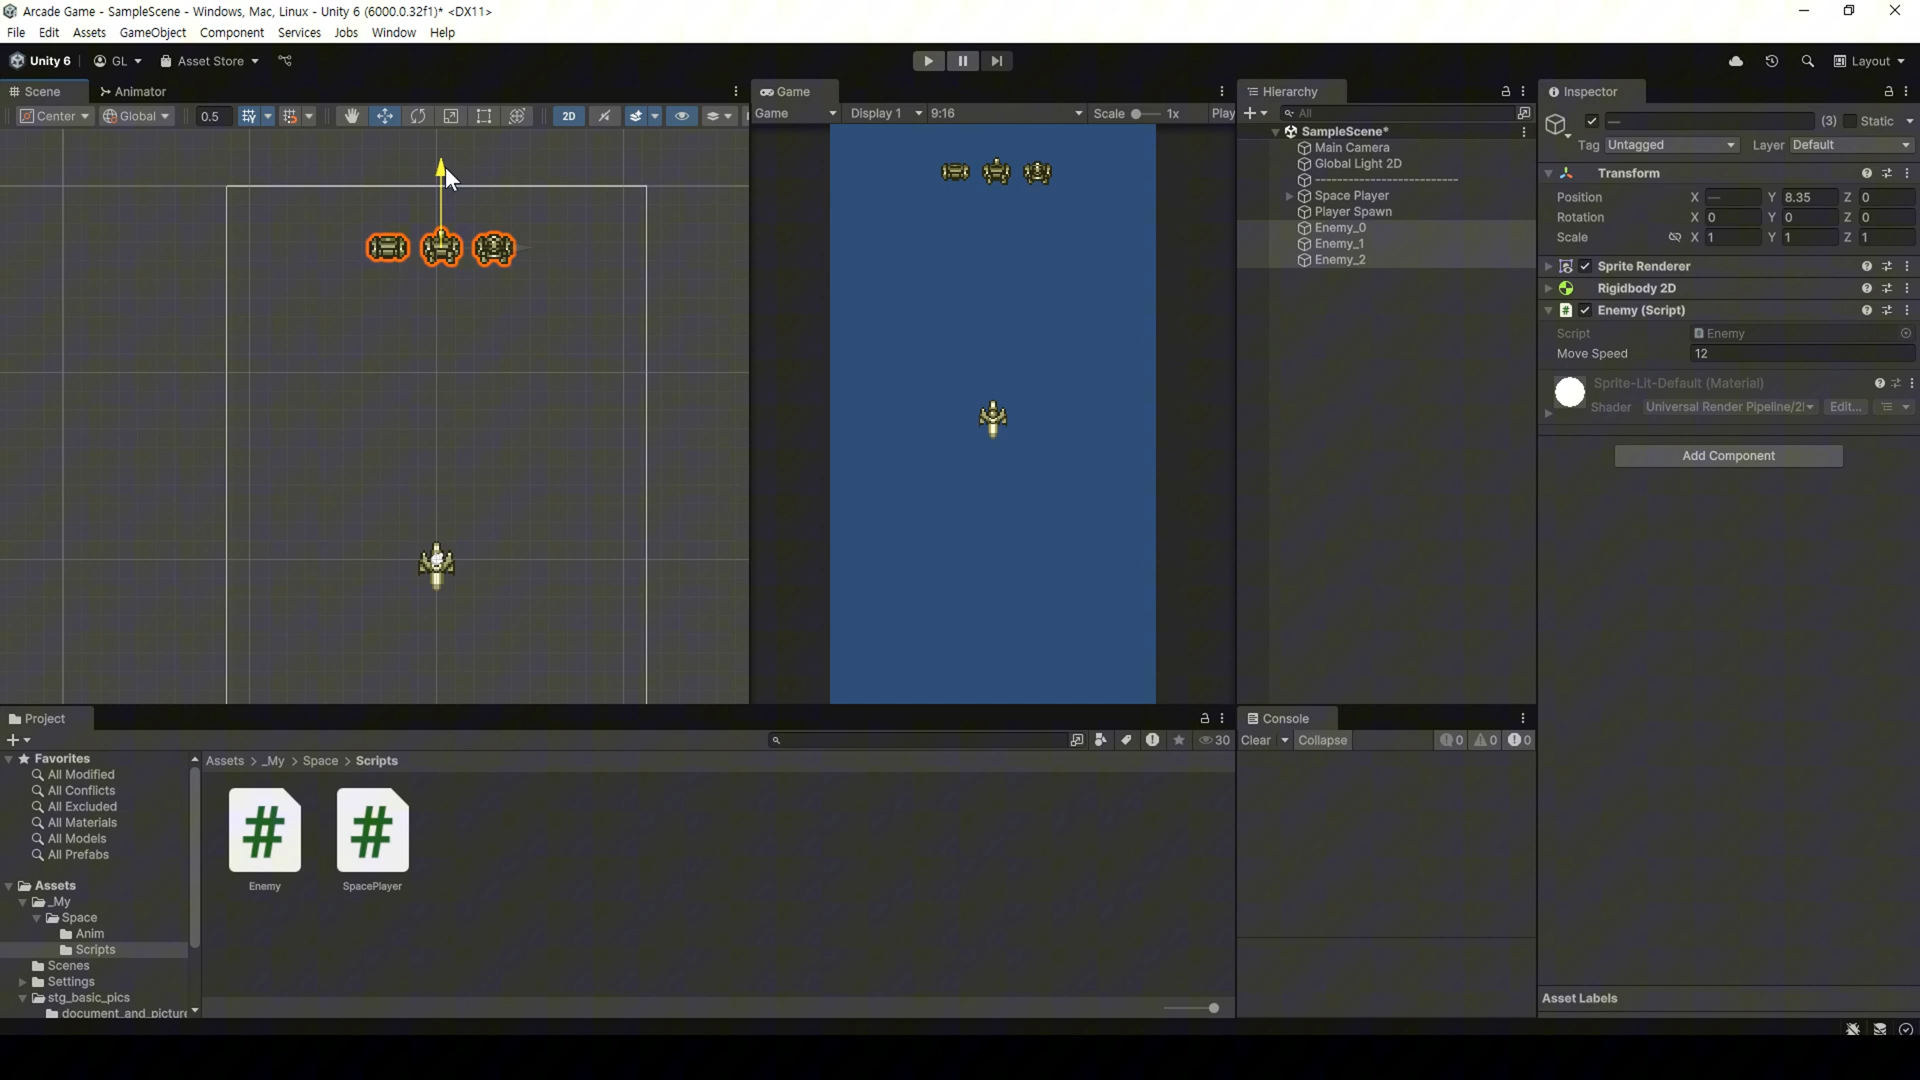 Arcade Game - SampleScene - Windows, Mac, Linux - Unity 6 (6000.0.32f1)* <DX11>
File Edit Assets GameObject Component Services Jobs Window Help
Unity 6 GL Asset Store Layout
Scene Animator
Center Global 0.5 2D
Game
Game Display 1 9:16 Scale 1x Play
Hierarchy
All
SampleScene*
Main Camera
Global Light 2D
--------------------------
Space Player
Player Spawn
Enemy_0
Enemy_1
Enemy_2
Inspector
— (3) Static
Tag Untagged Layer Default
Transform
Position X — Y 8.35 Z 0
Rotation X 0 Y 0 Z 0
Scale X 1 Y 1 Z 1
Sprite Renderer
Rigidbody 2D
# Enemy (Script)
Script Enemy
Move Speed 12
Sprite-Lit-Default (Material)
Shader Universal Render Pipeline/2 Edit...
Add Component
Asset Labels
Project
30
Favorites
All Modified
All Conflicts
All Excluded
All Materials
All Models
All Prefabs
Assets
_My
Space
Anim
Scripts
Scenes
Settings
stg_basic_pics
document_and_picture
Assets > _My > Space > Scripts
# #
Enemy SpacePlayer
Console
Clear Collapse 0 0 0